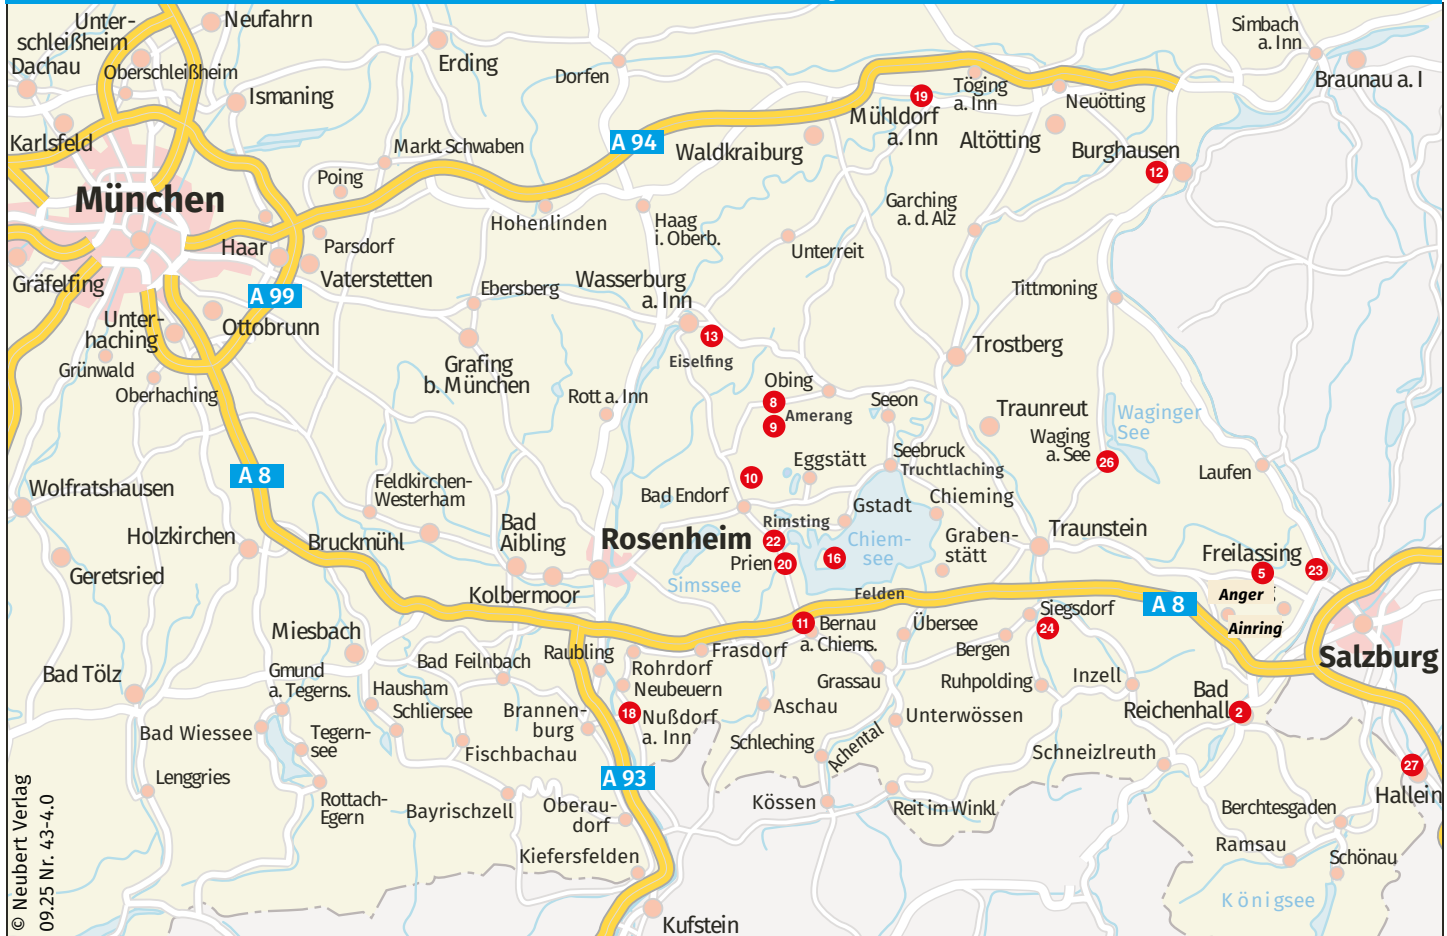 Unter-
schleißheim
Neufahrn
Dachau
Oberschleißheim
Ismaning
Karlsfeld
Erding
Dorfen
Markt Schwaben
A 94
Waldkraiburg
19
Mühldorf
a. Inn
Töging
a. Inn
Neuötting
Altötting
Simbach
a. Inn
Braunau a. I
Burghausen
12
München
Poing
Hohenlinden
Haag
i. Oberb.
Garching
a. d. Alz
Haar
Parsdorf
Vaterstetten
Unterreit
Gräfelfing
A 99
Ebersberg
Wasserburg
a. Inn
Tittmoning
Unter-
haching
Ottobrunn
13
Eiselfing
Trostberg
Grünwald
Oberhaching
Grafing
b. München
Rott a. Inn
Obing
8
Amerang
9
Seeon
Traunreut
Waging
a. See
Waginger
See
26
Laufen
A 8
Wolfratshausen
Feldkirchen-
Westerham
Eggstätt
10
Seebruck
Truchtlaching
Bad Endorf
Gstadt
Chieming
Holzkirchen
Bruckmühl
Bad
Aibling
Rosenheim
Rimsting
22
Prien
20
16
Chiem-
see
Graben-
stätt
Traunstein
Freilassing
5
23
Geretsried
Kolbermoor
Simssee
Felden
A 8
Anger
Ainring
Siegsdorf
24
11
Bernau
a. Chiems.
Übersee
Bergen
Salzburg
Miesbach
Raubling
Rohrdorf
Frasdorf
Bad Feilnbach
Neubeuern
Grassau
Ruhpolding
Inzell
Bad
Reichenhall
2
Bad Tölz
Gmund
a. Tegerns.
Hausham
Schliersee
Brannen-
burg
18
Nußdorf
a. Inn
Aschau
Unterwössen
Bad Wiessee
Tegern-
see
Fischbachau
Schleching
Achental
Schneizlreuth
27
Hallein
Lenggries
A 93
Rottach-
Egern
Bayrischzell
Oberau-
dorf
Kössen
Reit im Winkl
Berchtesgaden
Ramsau
Schönau
Kiefersfelden
Königsee
Kufstein
© Neubert Verlag
09.25 Nr. 43-4.0